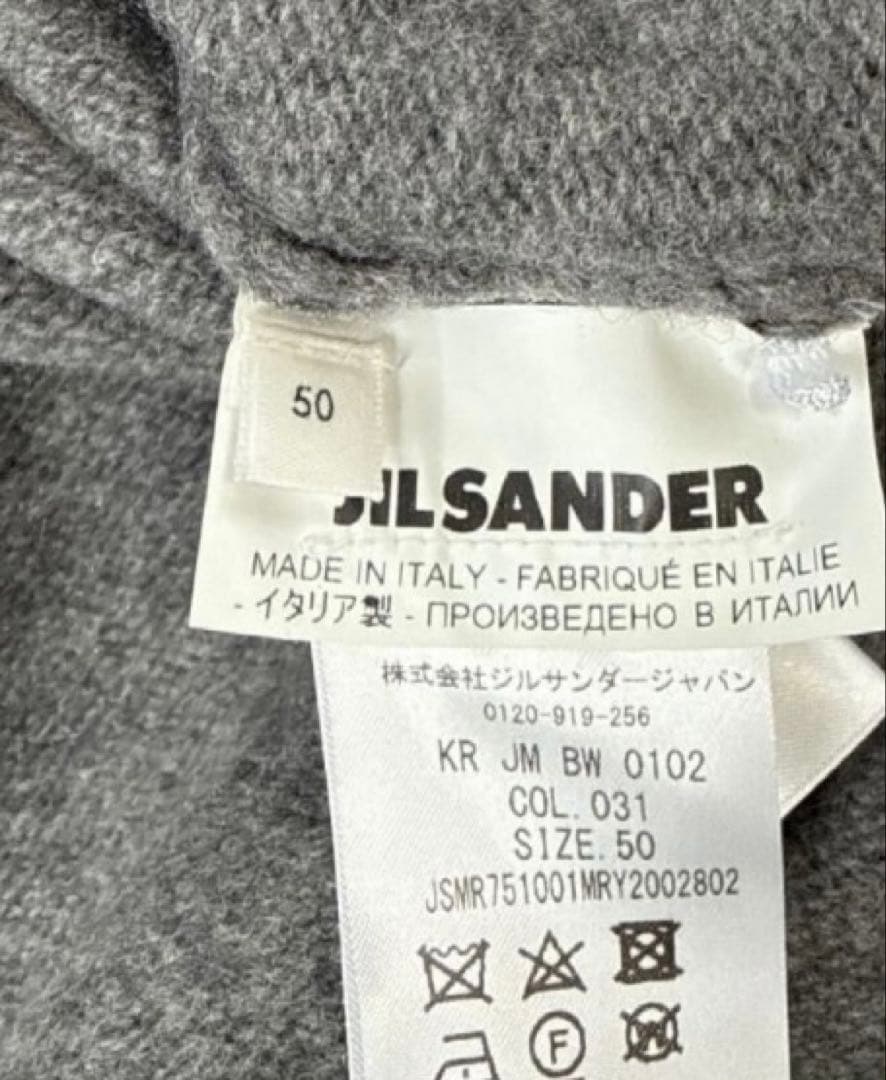 50
JIL SANDER
MADE IN ITALY - FABRIQUÉ EN ITALIE
- イタリア製 - ПРОИЗВЕДЕНО В ИТАЛИИ
株式会社ジルサンダージャパン
0120-919-256
KR JM BW 0102
COL. 031
SIZE. 50
JSMR751001MRY2002802
F
W